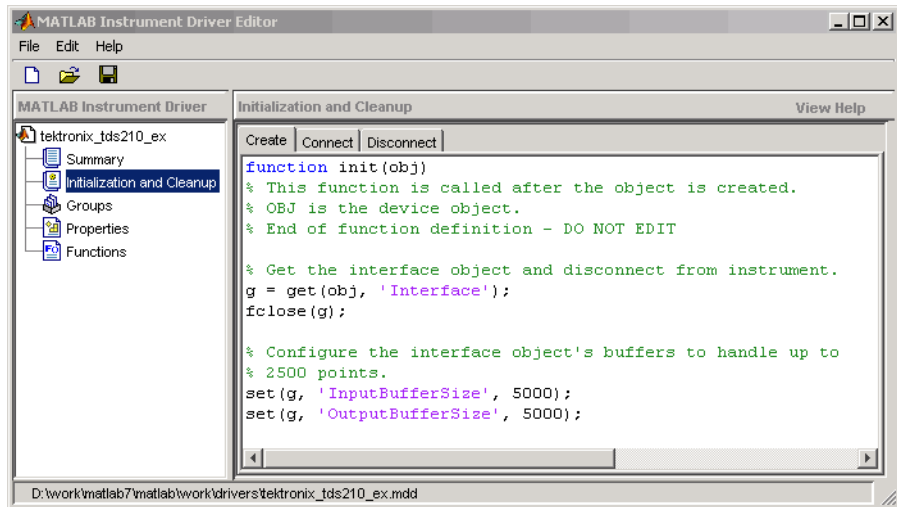 MATLAB Instrument Driver Editor
File Edit Help
MATLAB Instrument Driver
Initialization and Cleanup View Help
tektronix_tds210_ex
Summary
Initialization and Cleanup
Groups
Properties
Functions
Create Connect Disconnect
function init(obj)
% This function is called after the object is created.
% OBJ is the device object.
% End of function definition - DO NOT EDIT
% Get the interface object and disconnect from instrument.
g = get(obj, 'Interface');
fclose(g);
% Configure the interface object's buffers to handle up to
% 2500 points.
set(g, 'InputBufferSize', 5000);
set(g, 'OutputBufferSize', 5000);
D:\work\matlab7\matlab\work\drivers\tektronix_tds210_ex.mdd